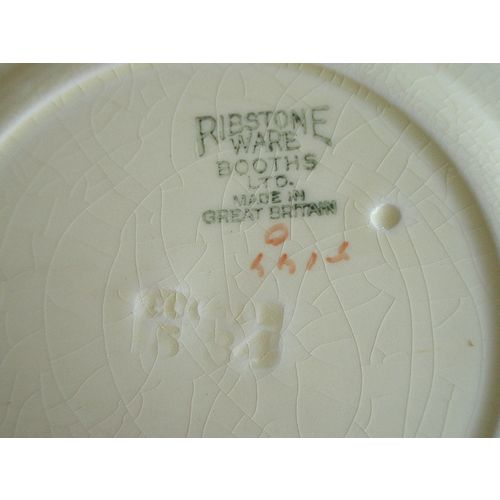 RIBSTONE
WARE
BOOTHS
LTD.
MADE IN
GREAT BRITAIN